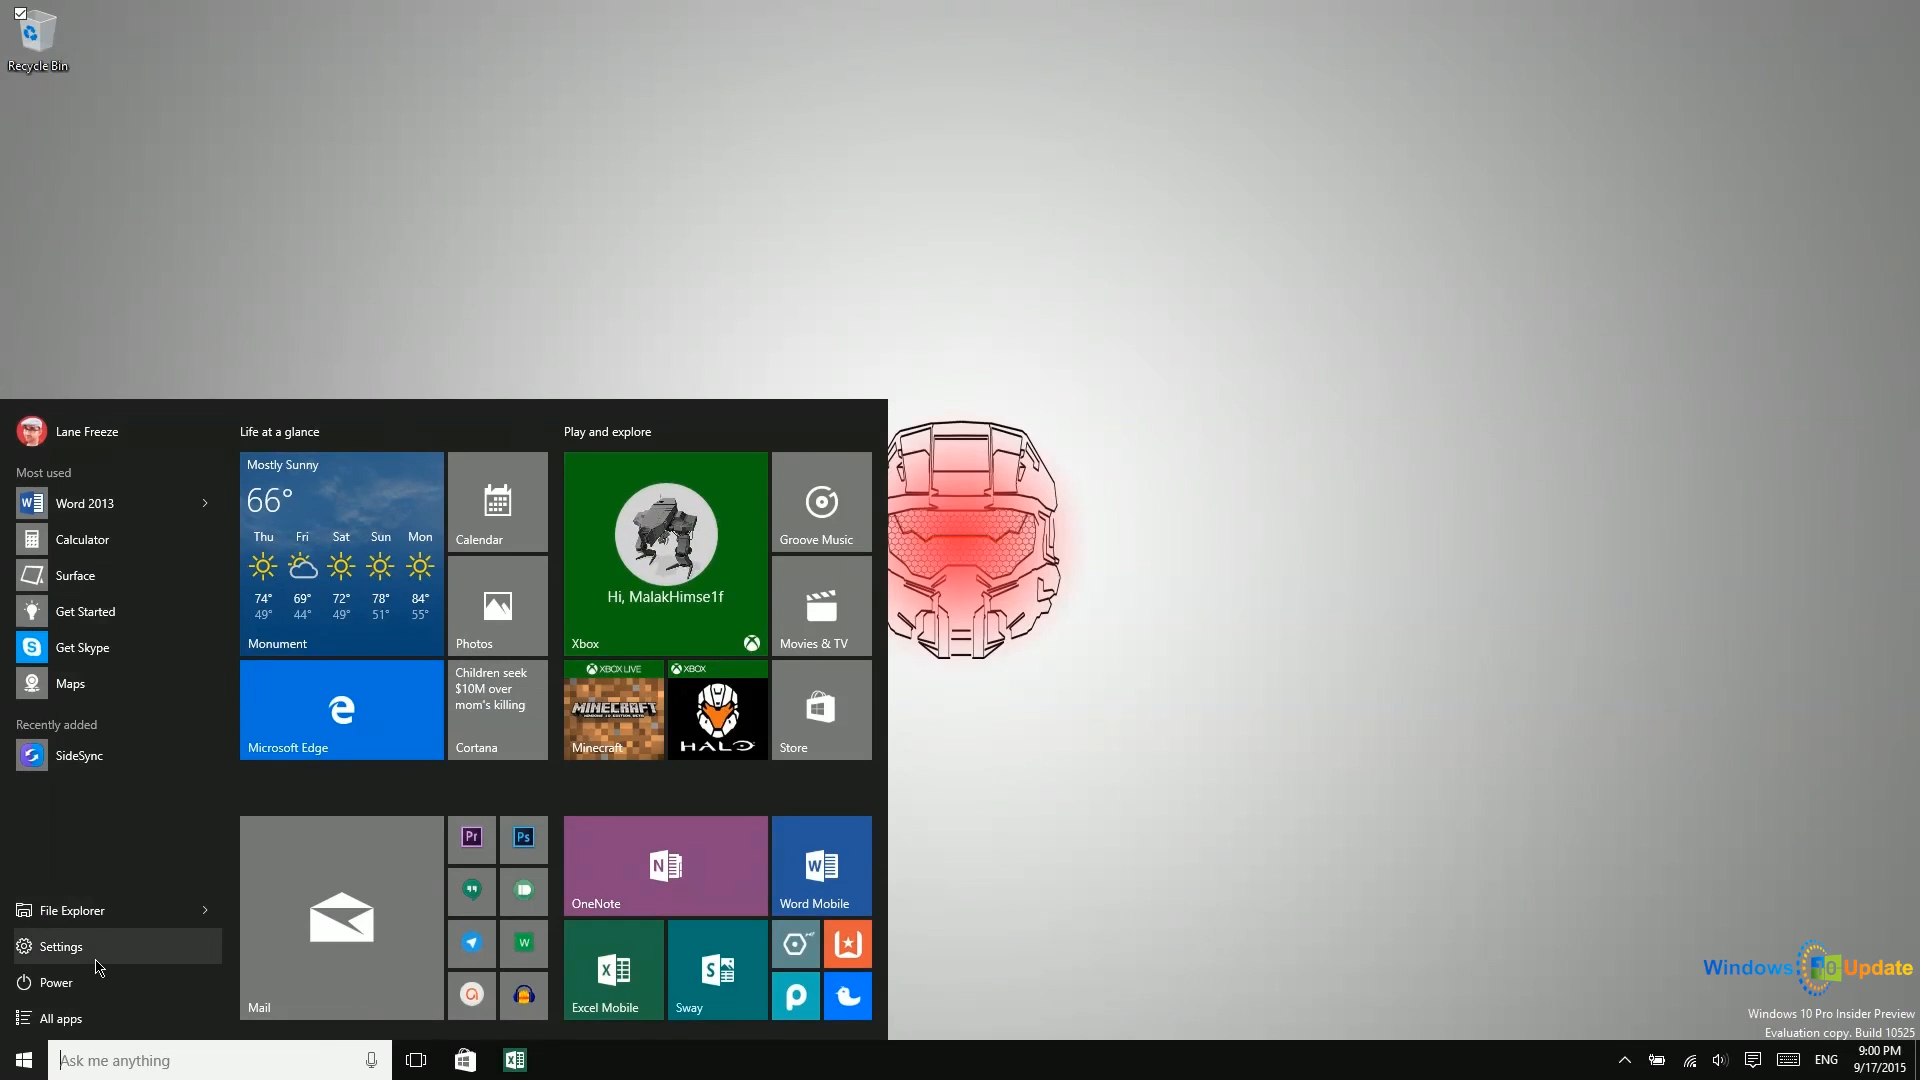 Recycle Bin
Lane Freeze
Most used
Word 2013
Calculator
Surface
Get Started
Get Skype
Maps
Recently added
SideSync
File Explorer
Settings
Power
All apps
Life at a glance
Mostly Sunny
66°
Thu Fri Sat Sun Mon
74° 69° 72° 78° 84°
49° 44° 49° 51° 55°
Monument
Calendar
Photos
Microsoft Edge
Children seek
$10M over
mom's killing
Cortana
Mail
Pr
Ps
W
Play and explore
Hi, MalakHimse1f
Xbox
Groove Music
Movies & TV
XBOX LIVE
MINECRAFT
Minecraft
XBOX
HALO
Store
N
OneNote
W
Word Mobile
X
Excel Mobile
S
Sway
Windows 10 Update
Windows 10 Pro Insider Preview
Evaluation copy. Build 10525
Ask me anything
ENG
9:00 PM
9/17/2015